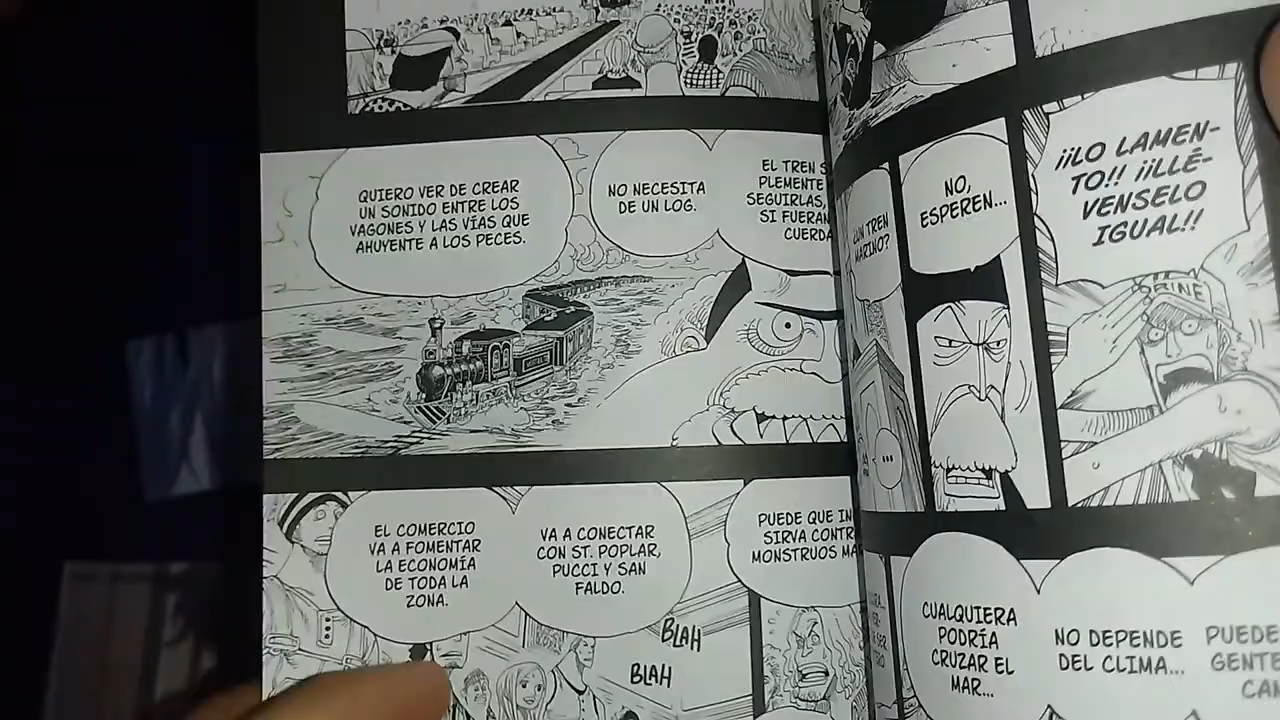 QUIERO VER DE CREAR
UN SONIDO ENTRE LOS
VAGONES Y LAS VÍAS QUE
AHUYENTE A LOS PECES.
NO NECESITA
DE UN LOG.
EL TREN
PLEMENTE
SEGUIRLAS,
SI FUERAN
CUERDA
EL COMERCIO
VA A FOMENTAR
LA ECONOMÍA
DE TODA LA
ZONA.
VA A CONECTAR
CON ST. POPLAR,
PUCCI Y SAN
FALDO.
BLAH
BLAH
PUEDE QUE
SIRVA
MONSTRUOS
¡¡LO LAMEN-
TO!! ¡¡LLÉ-
VENSELO
IGUAL!!
NO,
ESPEREN...
¿UN TREN
MARINO?
RINE
...
CUALQUIERA
PODRÍA
CRUZAR EL
MAR...
NO DEPENDE
DEL CLIMA...
PUEDE
GENTE